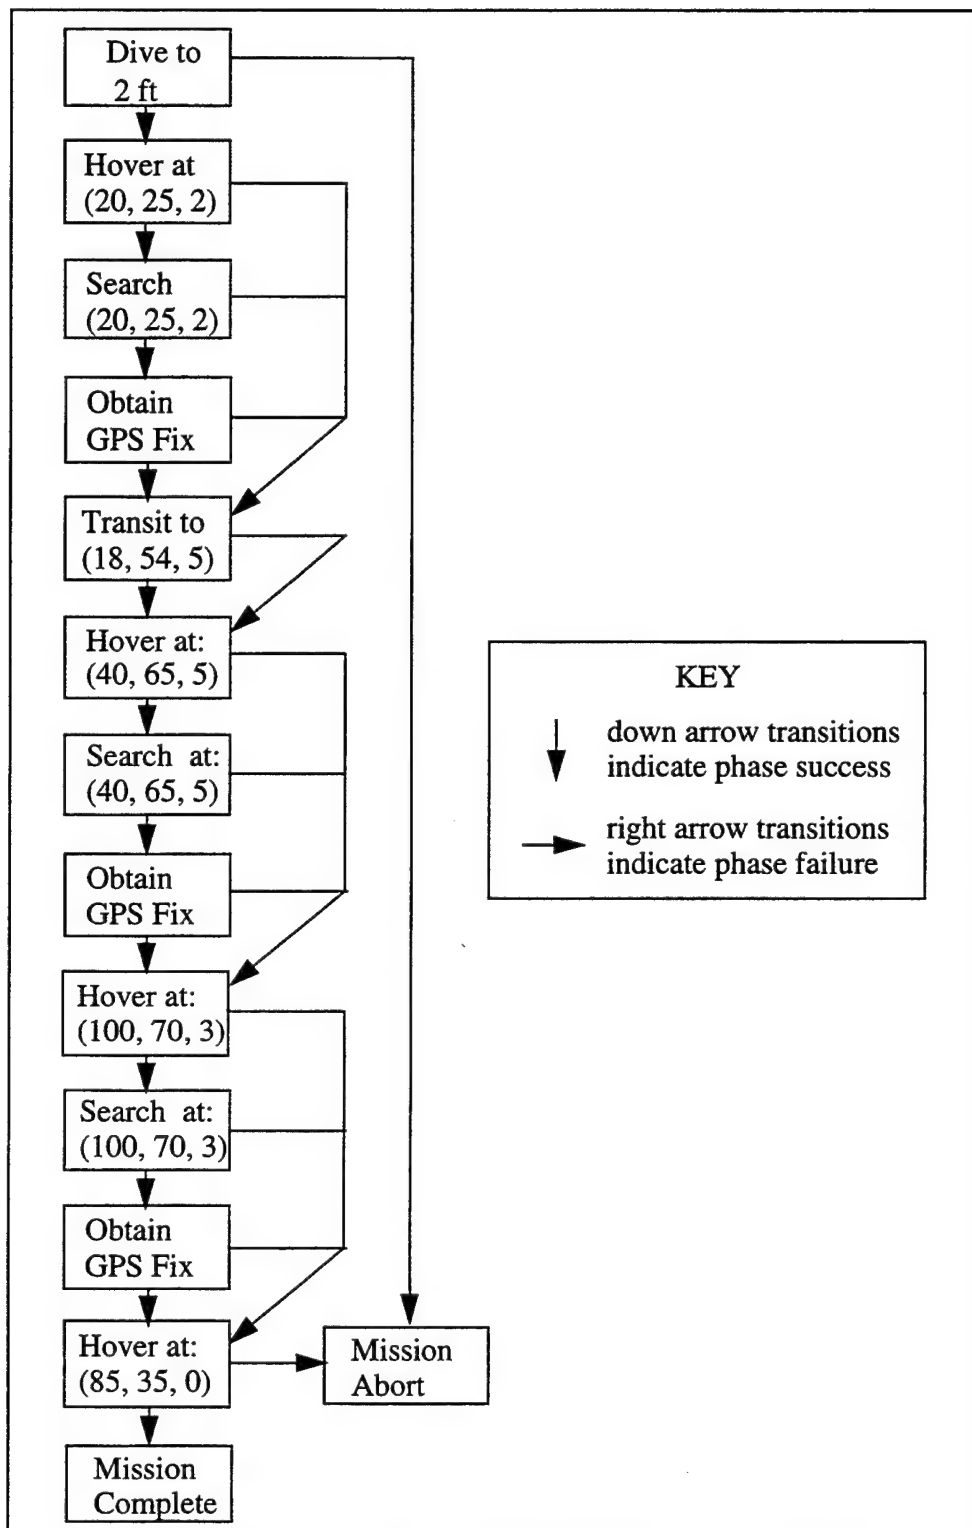 Dive to
2 ft
Hover at
(20, 25, 2)
Search
(20, 25, 2)
Obtain
GPS Fix
Transit to
(18, 54, 5)
Hover at:
(40, 65, 5)
Search at:
(40, 65, 5)
Obtain
GPS Fix
Hover at:
(100, 70, 3)
Search at:
(100, 70, 3)
Obtain
GPS Fix
Hover at:
(85, 35, 0)
Mission
Abort
Mission
Complete
KEY
down arrow transitions
indicate phase success
right arrow transitions
indicate phase failure